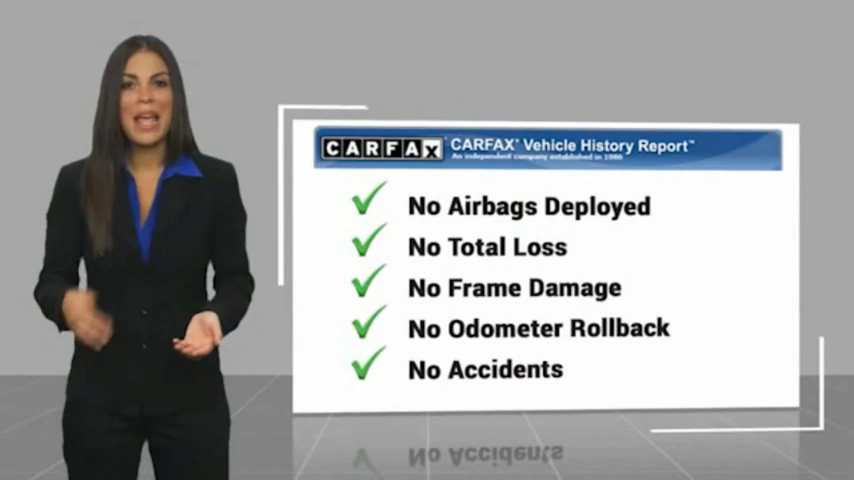 CARFAX CARFAX® Vehicle History Report™
An independent company established in 1986
No Airbags Deployed
No Total Loss
No Frame Damage
No Odometer Rollback
No Accidents
No Accidents